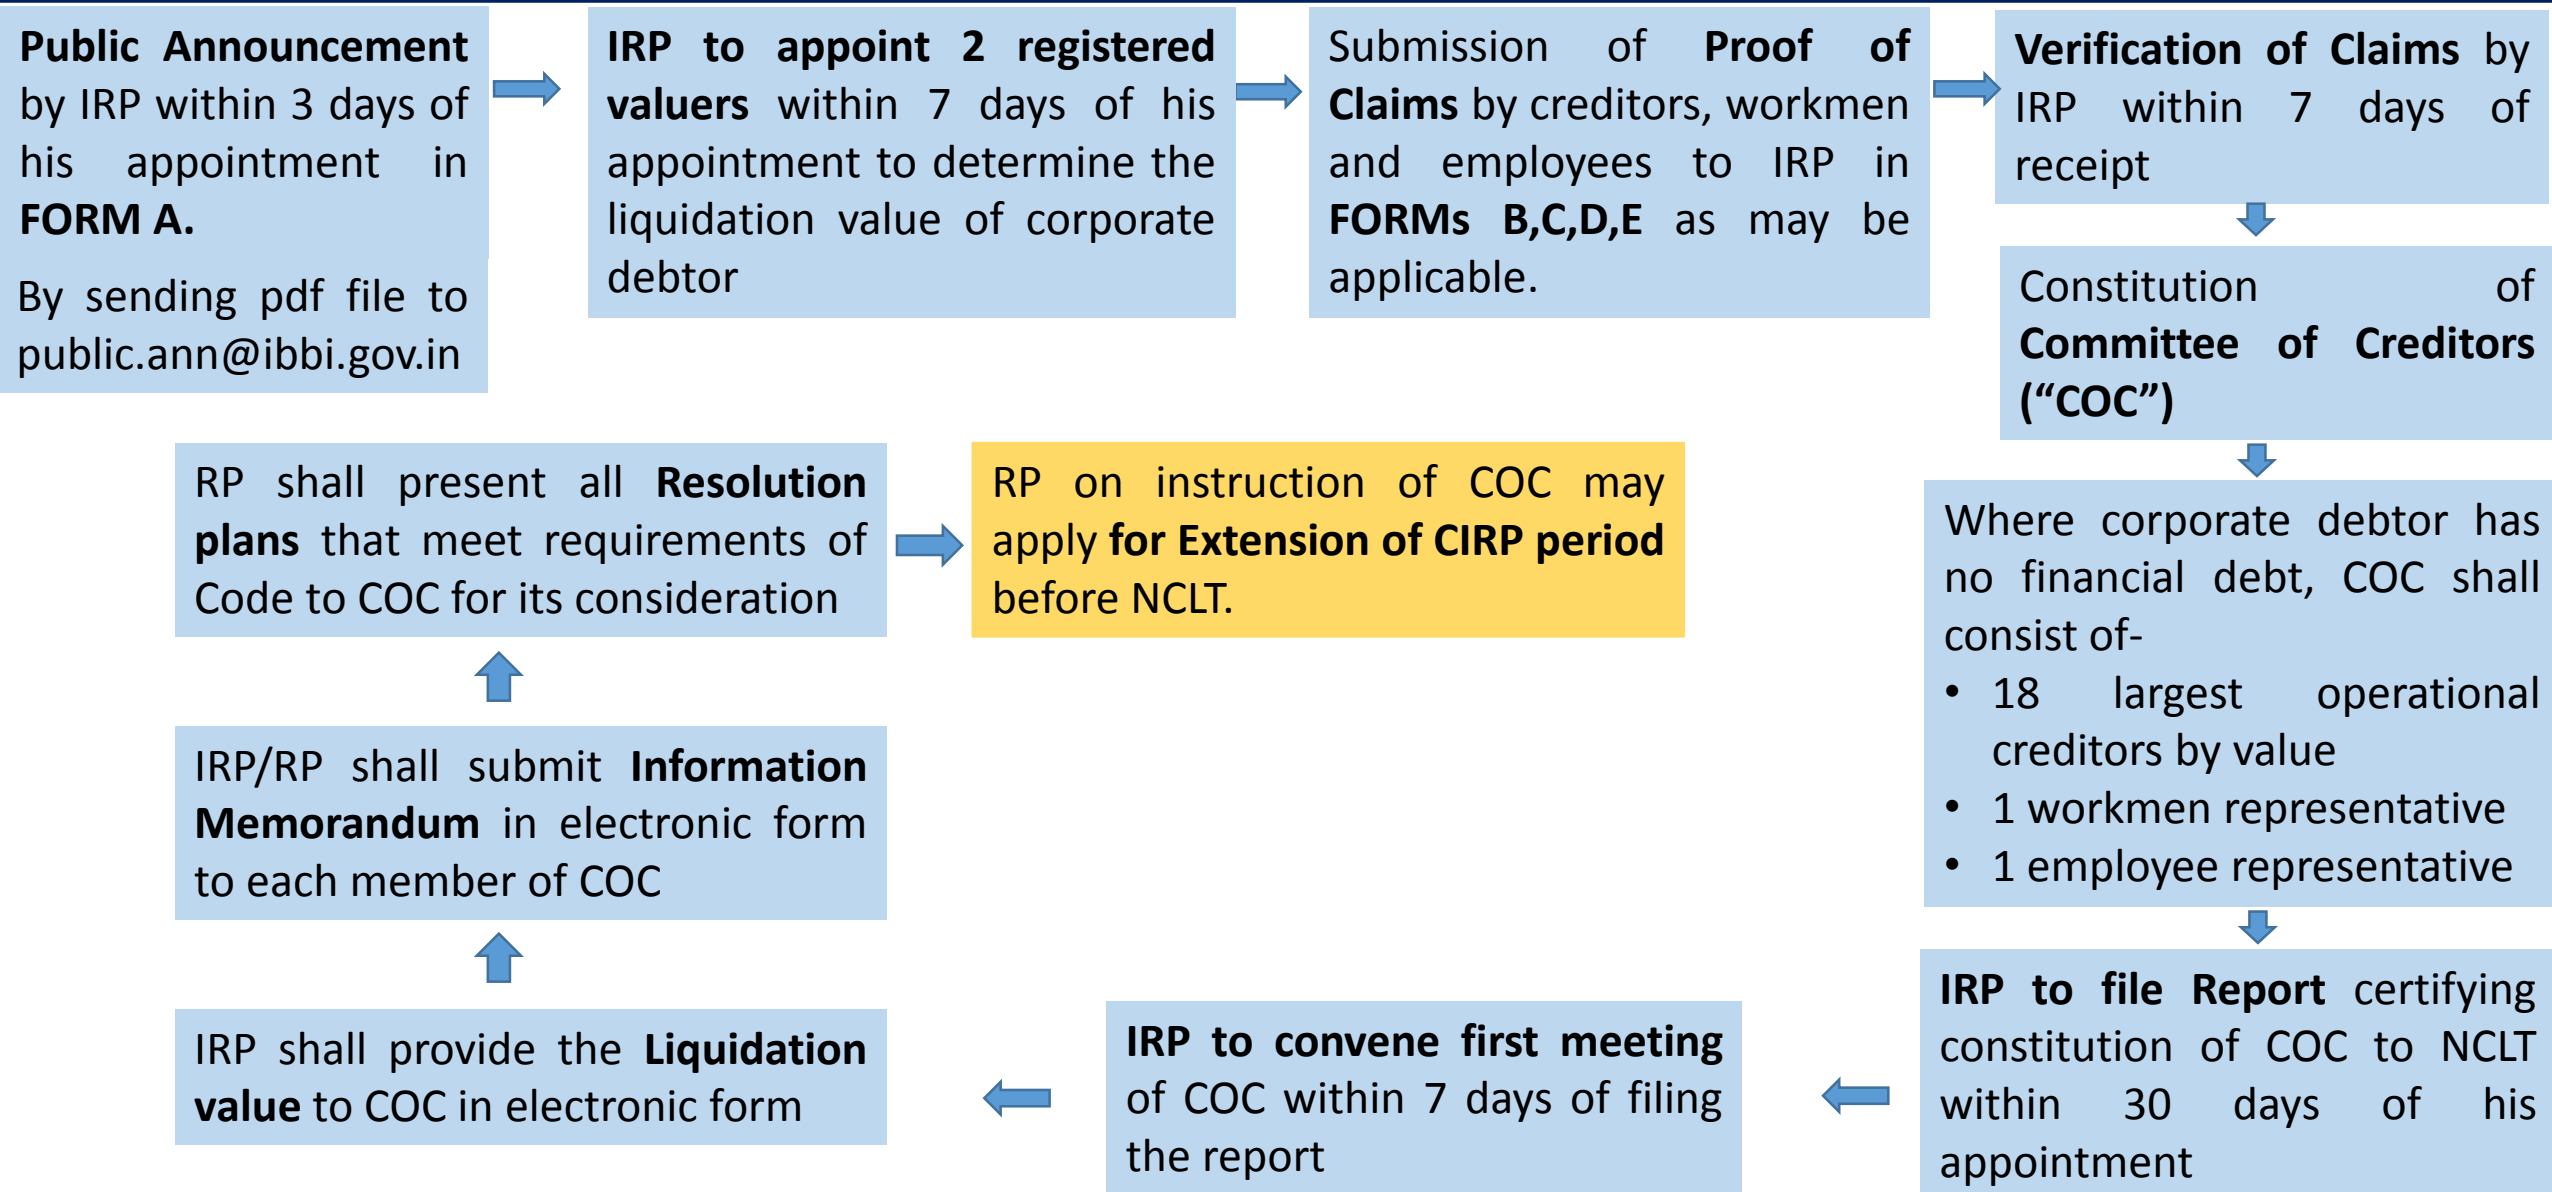 Public Announcement
by IRP within 3 days of
his appointment in
FORM A.
By sending pdf file to
public.ann@ibbi.gov.in
IRP to appoint 2 registered
valuers within 7 days of his
appointment to determine the
liquidation value of corporate
debtor
Submission of Proof of
Claims by creditors, workmen
and employees to IRP in
FORMs B,C,D,E as may be
applicable.
Verification of Claims by
IRP within 7 days of
receipt
Constitution of
Committee of Creditors
(“COC”)
Where corporate debtor has
no financial debt, COC shall
consist of-
• 18 largest operational
creditors by value
• 1 workmen representative
• 1 employee representative
IRP to file Report certifying
constitution of COC to NCLT
within 30 days of his
appointment
IRP to convene first meeting
of COC within 7 days of filing
the report
IRP shall provide the Liquidation
value to COC in electronic form
IRP/RP shall submit Information
Memorandum in electronic form
to each member of COC
RP shall present all Resolution
plans that meet requirements of
Code to COC for its consideration
RP on instruction of COC may
apply for Extension of CIRP period
before NCLT.